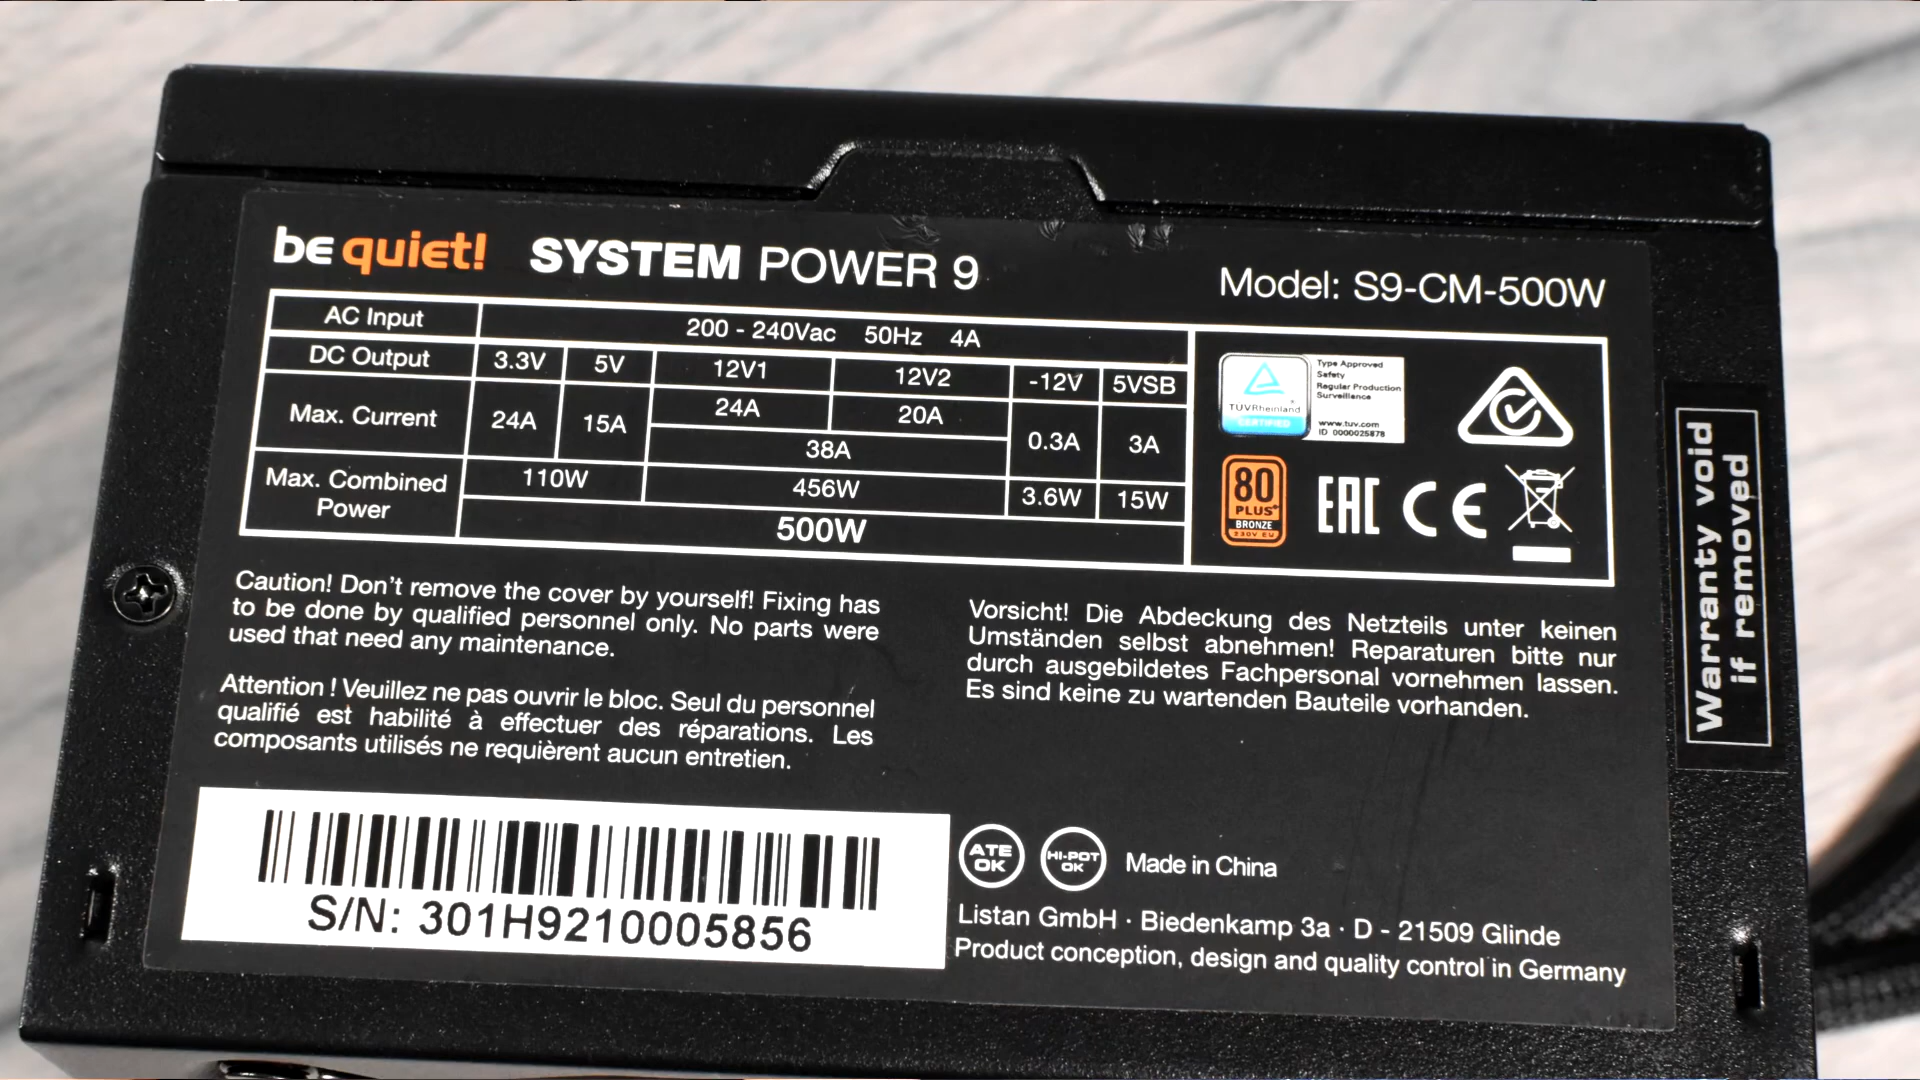 be quiet! SYSTEM POWER 9
Model: S9-CM-500W
AC Input 200 - 240Vac 50Hz 4A
DC Output 3.3V 5V 12V1 12V2 -12V 5VSB
Max. Current 24A 15A 24A 20A 0.3A 3A
38A
Max. Combined Power 110W 456W 3.6W 15W
500W
TÜVRheinland
CERTIFIED
Type Approved
Safety
Regular Production
Surveillance
www.tuv.com
ID 0000025878
80
PLUS
BRONZE
230V EU
EAC CE
Warranty void
if removed
Caution! Don't remove the cover by yourself! Fixing has
to be done by qualified personnel only. No parts were
used that need any maintenance.
Attention ! Veuillez ne pas ouvrir le bloc. Seul du personnel
qualifié est habilité à effectuer des réparations. Les
composants utilisés ne requièrent aucun entretien.
Vorsicht! Die Abdeckung des Netzteils unter keinen
Umständen selbst abnehmen! Reparaturen bitte nur
durch ausgebildetes Fachpersonal vornehmen lassen.
Es sind keine zu wartenden Bauteile vorhanden.
S/N: 301H9210005856
ATE
OK
HI-POT
OK
Made in China
Listan GmbH · Biedenkamp 3a · D - 21509 Glinde
Product conception, design and quality control in Germany